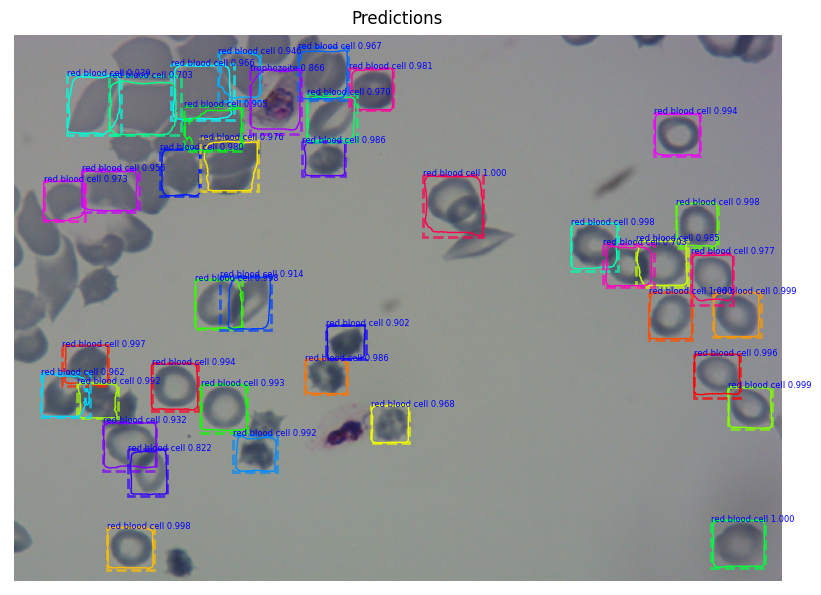 Predictions
red blood cell 0.946
red blood cell 0.967
red blood cell 0.966
trophozoite 0.866
red blood cell 0.981
red blood cell 0.703
red blood cell 0.970
red blood cell 0.905
red blood cell 0.994
red blood cell 0.976
red blood cell 0.980
red blood cell 0.986
red blood cell 0.955
red blood cell 0.973
red blood cell 1.000
red blood cell 0.998
red blood cell 0.998
red blood cell 0.985
red blood cell 0.703
red blood cell 0.977
red blood cell 0.914
red blood cell 0.998
red blood cell 1.000
red blood cell 0.999
red blood cell 0.902
red blood cell 0.997
red blood cell 0.996
red blood cell 0.986
red blood cell 0.994
red blood cell 0.962
red blood cell 0.992
red blood cell 0.993
red blood cell 0.999
red blood cell 0.968
red blood cell 0.932
red blood cell 0.992
red blood cell 0.822
red blood cell 0.998
red blood cell 1.000